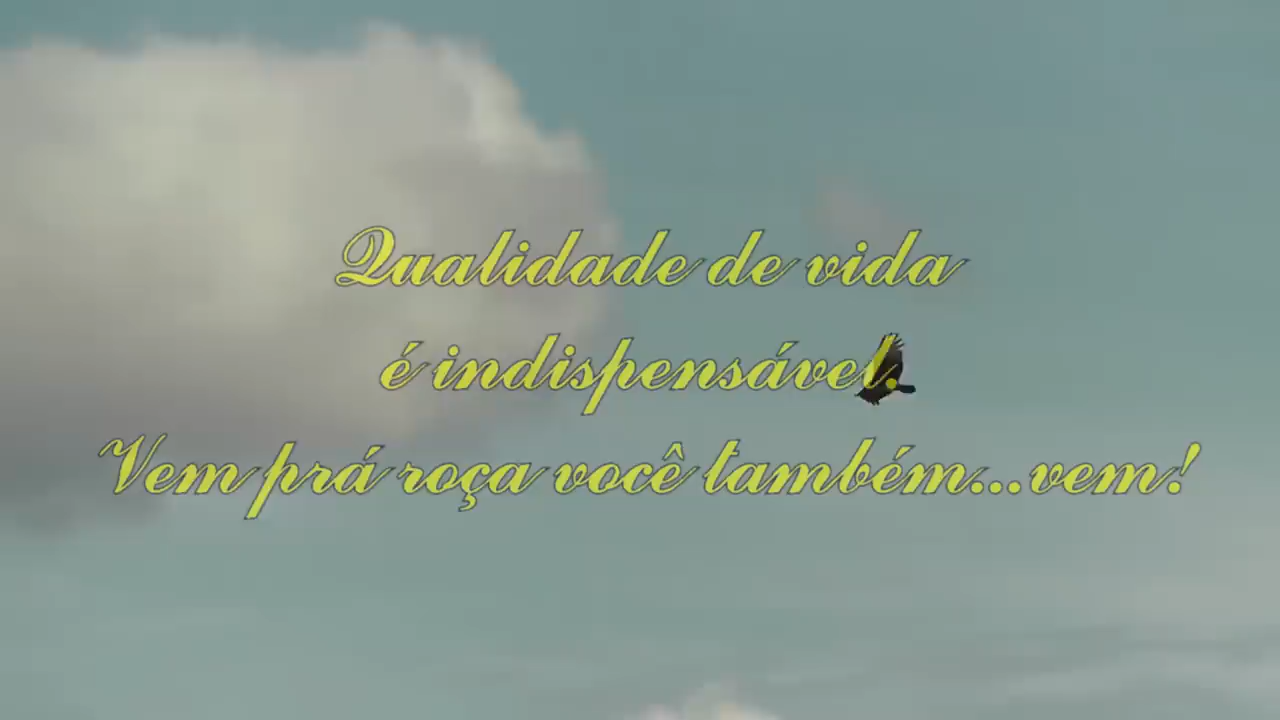 Qualidade de vida
é indispensável.
Vem prá roça você também...vem!